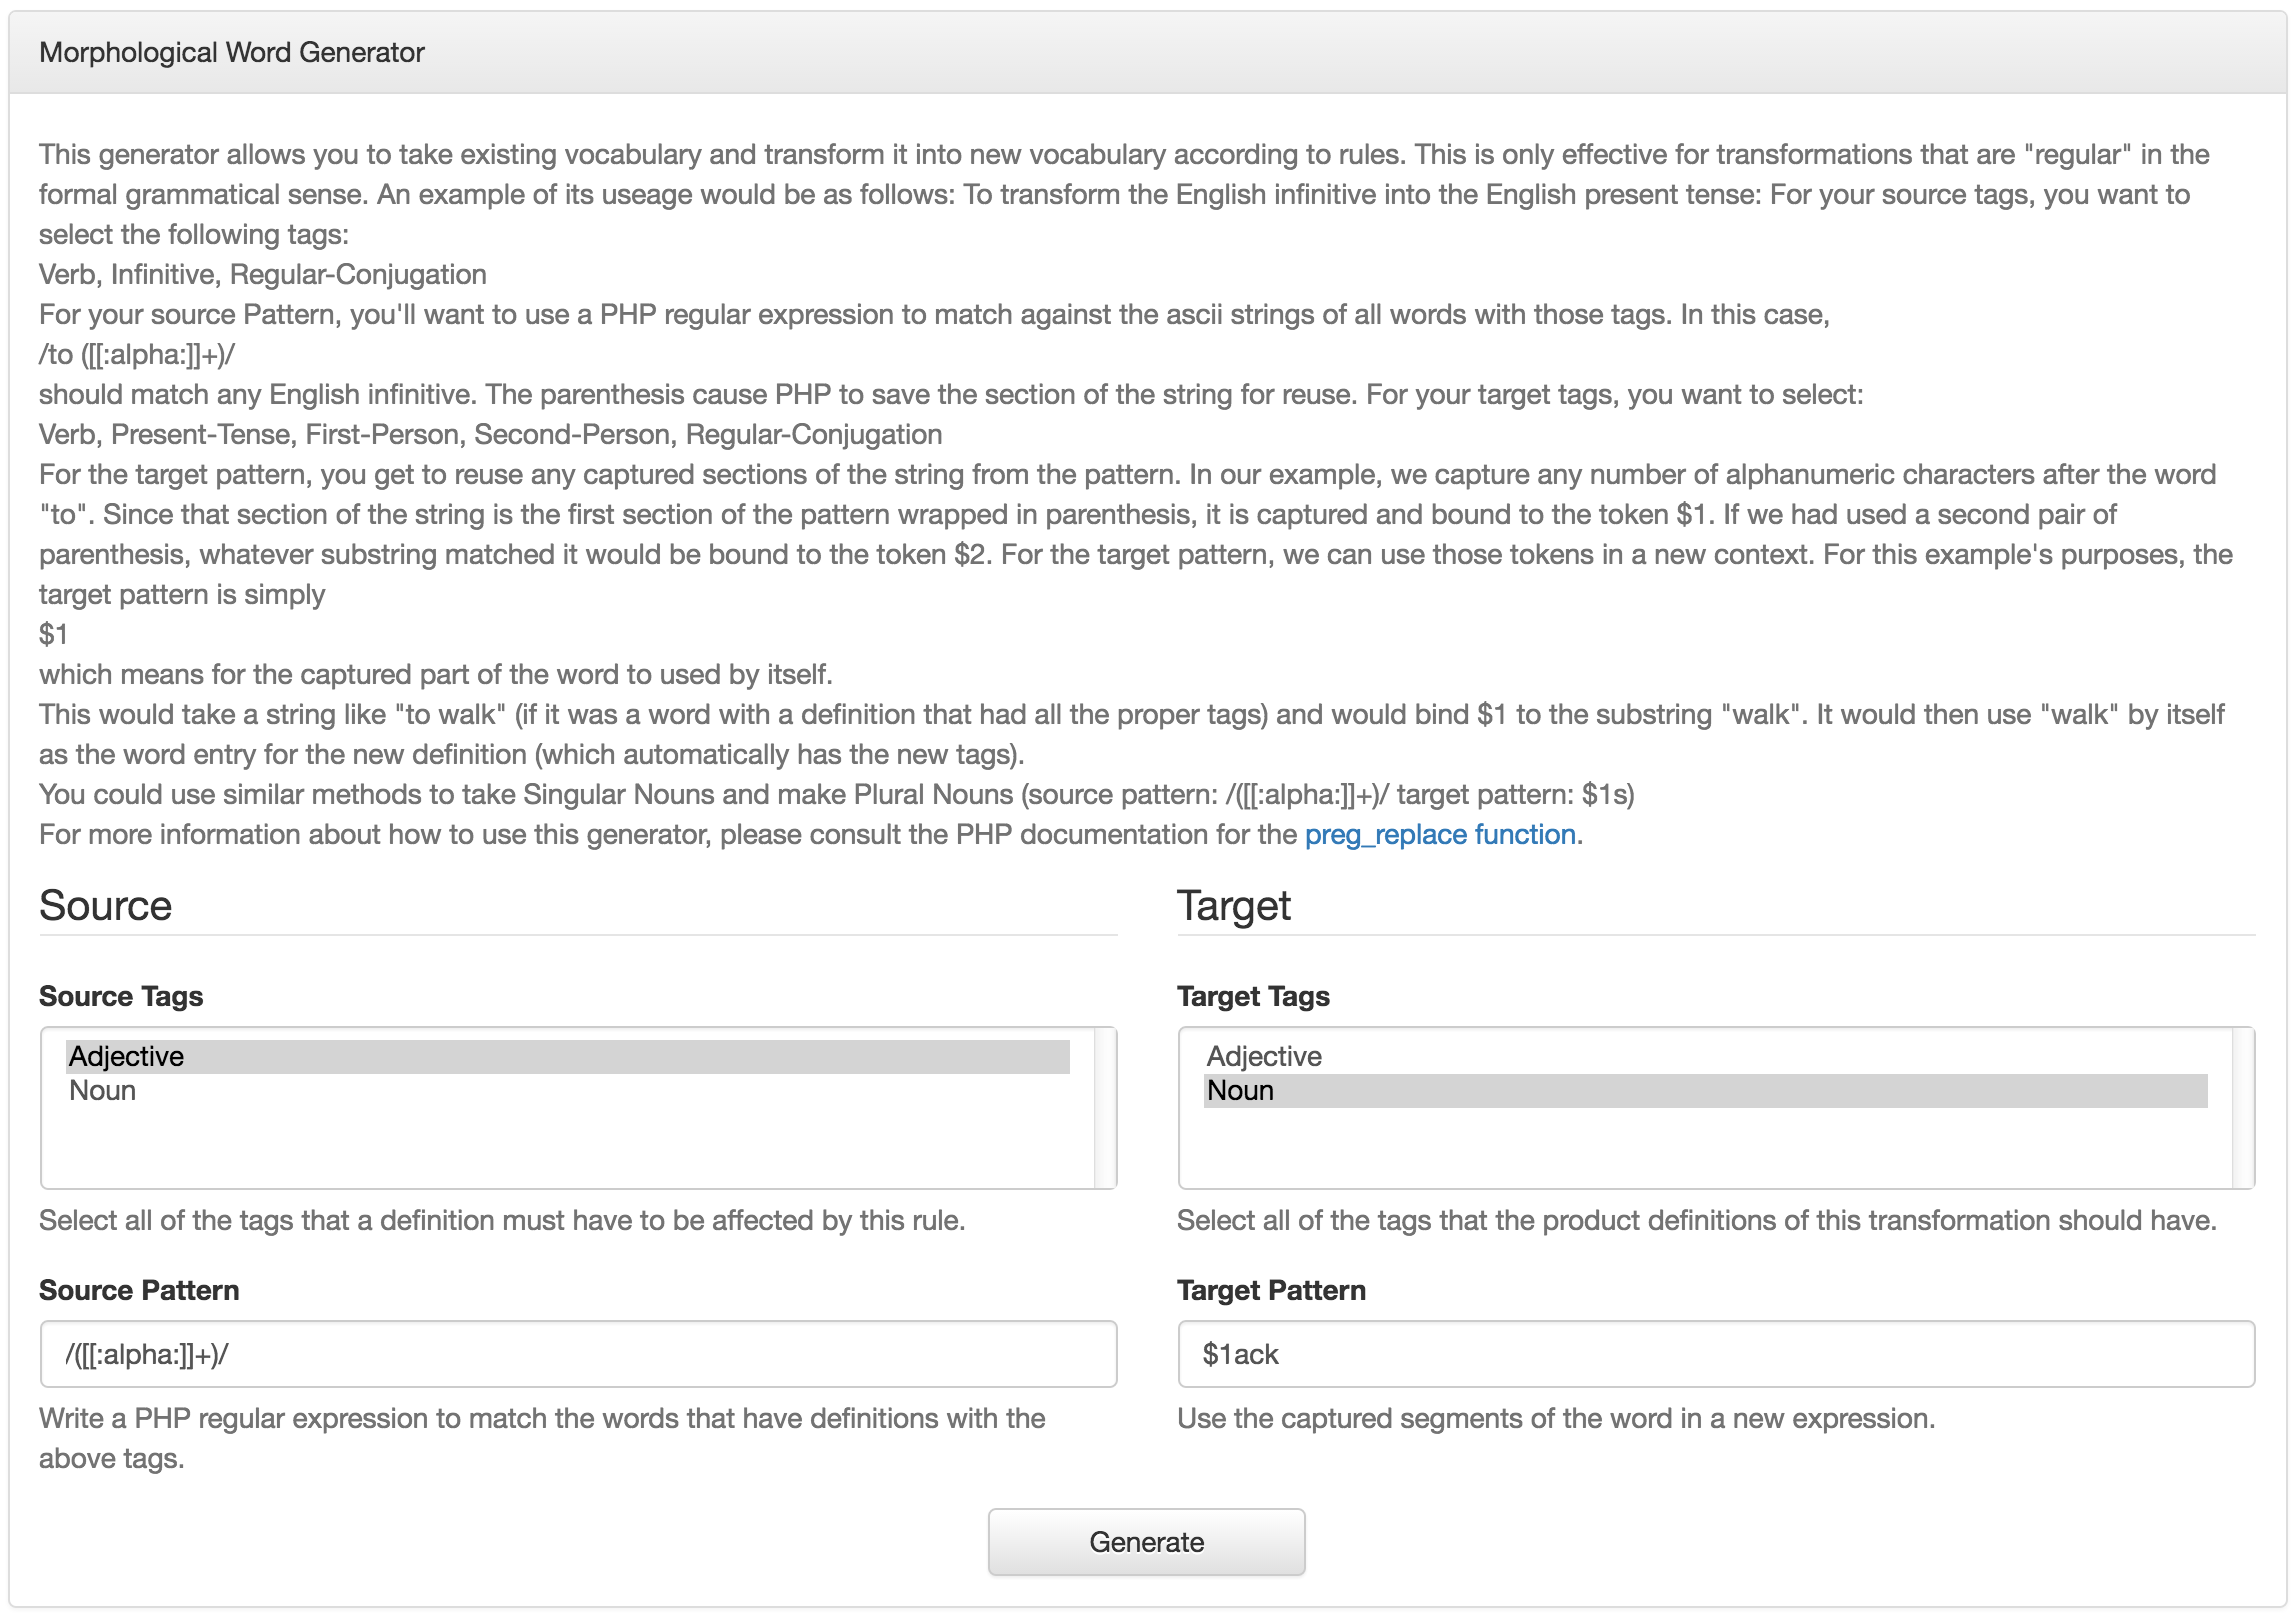 Morphological Word Generator
This generator allows you to take existing vocabulary and transform it into new vocabulary according to rules. This is only effective for transformations that are "regular" in the
formal grammatical sense. An example of its useage would be as follows: To transform the English infinitive into the English present tense: For your source tags, you want to
select the following tags:
Verb, Infinitive, Regular-Conjugation
For your source Pattern, you'll want to use a PHP regular expression to match against the ascii strings of all words with those tags. In this case,
/to ([[:alpha:]]+)/
should match any English infinitive. The parenthesis cause PHP to save the section of the string for reuse. For your target tags, you want to select:
Verb, Present-Tense, First-Person, Second-Person, Regular-Conjugation
For the target pattern, you get to reuse any captured sections of the string from the pattern. In our example, we capture any number of alphanumeric characters after the word
"to". Since that section of the string is the first section of the pattern wrapped in parenthesis, it is captured and bound to the token $1. If we had used a second pair of
parenthesis, whatever substring matched it would be bound to the token $2. For the target pattern, we can use those tokens in a new context. For this example's purposes, the
target pattern is simply
$1
which means for the captured part of the word to used by itself.
This would take a string like "to walk" (if it was a word with a definition that had all the proper tags) and would bind $1 to the substring "walk". It would then use "walk" by itself
as the word entry for the new definition (which automatically has the new tags).
You could use similar methods to take Singular Nouns and make Plural Nouns (source pattern: /([[:alpha:]]+)/ target pattern: $1s)
For more information about how to use this generator, please consult the PHP documentation for the preg_replace function.
Source
Source Tags
Adjective
Noun
Select all of the tags that a definition must have to be affected by this rule.
Source Pattern
/([[:alpha:]]+)/
Write a PHP regular expression to match the words that have definitions with the
above tags.
Target
Target Tags
Adjective
Noun
Select all of the tags that the product definitions of this transformation should have.
Target Pattern
$1ack
Use the captured segments of the word in a new expression.
Generate